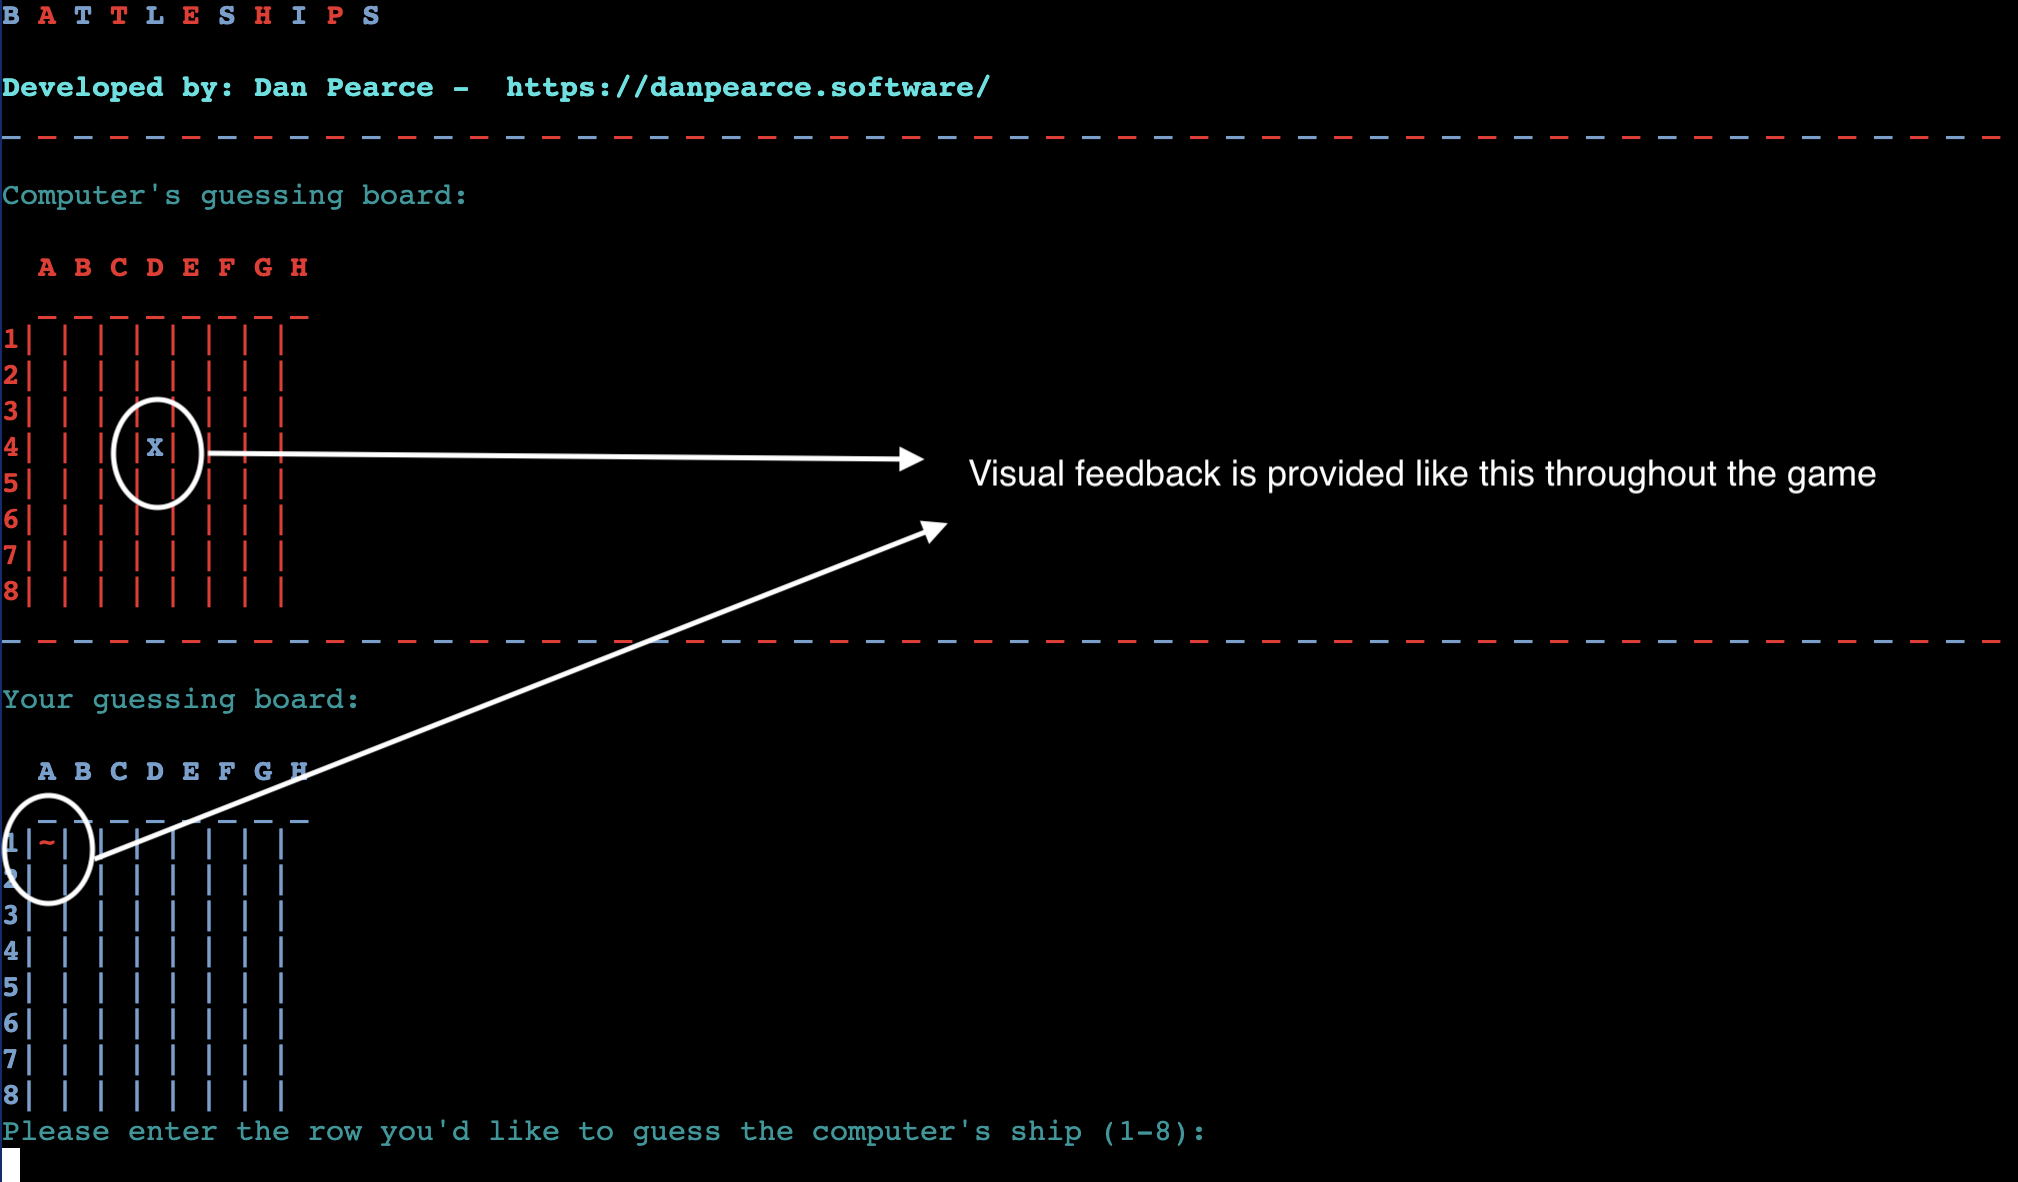 B A T T L E S H I P S
Developed by: Dan Pearce -  https://danpearce.software/
- - - - - - - - - - - - - - - - - - - - - - - - - - - - - - - - - - - - - - - - - - - - - - - - - - - - - - - -
Computer's guessing board:
A B C D E F G H
_ _ _ _ _ _ _ _
1| | | | | | | |
2| | | | | | | |
3| | | | | | | |
4| | | |X| | | |
Visual feedback is provided like this throughout the game
5| | | | | | | |
6| | | | | | | |
7| | | | | | | |
8| | | | | | | |
- - - - - - - - - - - - - - - - - - - - - - - - - - - - - - - - - - - - - - - - - - - - - - - - - - - - - - - -
Your guessing board:
A B C D E F G H
_ _ _ _ _ _ _ _
1|~| | | | | | |
2| | | | | | | |
3| | | | | | | |
4| | | | | | | |
5| | | | | | | |
6| | | | | | | |
7| | | | | | | |
8| | | | | | | |
Please enter the row you'd like to guess the computer's ship (1-8):